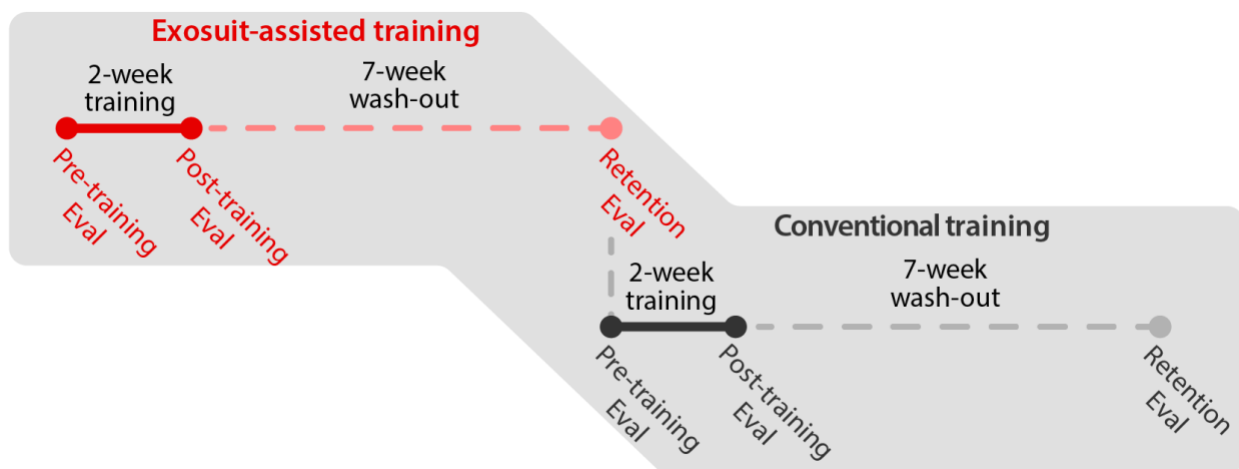 Exosuit-assisted training
2-week
training
7-week
wash-out
Pre-training
Eval
Post-training
Eval
Retention
Eval
Conventional training
2-week
training
7-week
wash-out
Pre-training
Eval
Post-training
Eval
Retention
Eval